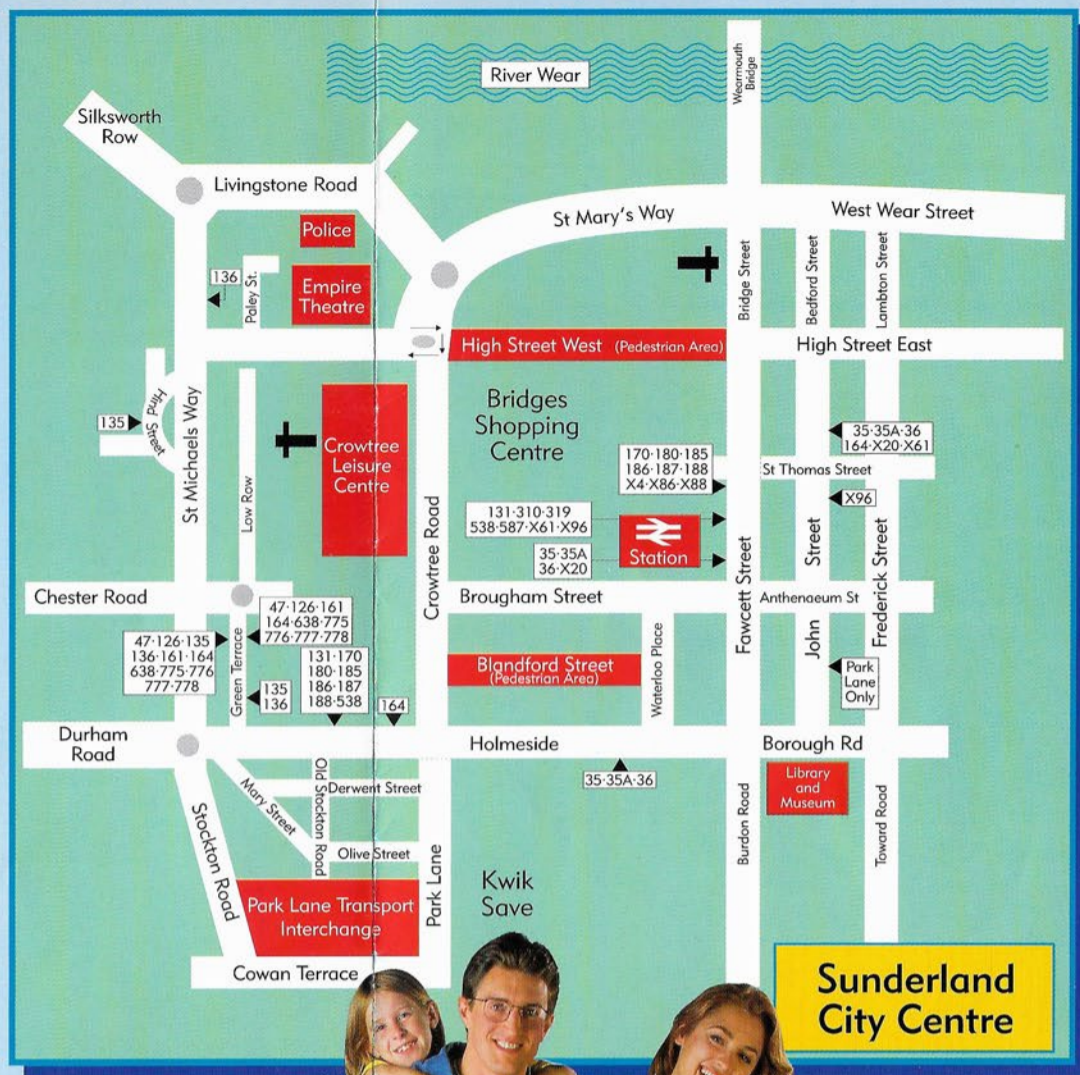 River Wear
Wearmouth
Bridge
Silksworth
Row
Livingstone Road
St Mary's Way
West Wear Street
Police
136
Paley St.
Empire
Theatre
Bridge Street
Bedford Street
Lambton Street
High Street West (Pedestrian Area)
High Street East
Bridges
Shopping
Centre
135
Hind Street
St Michaels Way
Low Row
Crowtree
Leisure
Centre
Crowtree Road
170·180·185
186·187·188
X4·X86·X88
35·35A·36
164·X20·X61
St Thomas Street
X96
131·310·319
538·587·X61·X96
Station
35·35A
36·X20
Fawcett Street
John Street
Frederick Street
Chester Road
Brougham Street
Anthenaeum St
47·126·161
164·638·775
776·777·778
47·126·135
136·161·164
638·775·776
777·778
Green Terrace
135
136
131·170
180·185
186·187
188·538
164
Blandford Street
(Pedestrian Area)
Waterloo Place
Park
Lane
Only
Durham
Road
Holmeside
Borough Rd
35·35A·36
Library
and
Museum
Mary Street
Old Stockton Road
Derwent Street
Olive Street
Stockton Road
Park Lane
Burdon Road
Toward Road
Park Lane Transport
Interchange
Kwik
Save
Cowan Terrace
Sunderland
City Centre